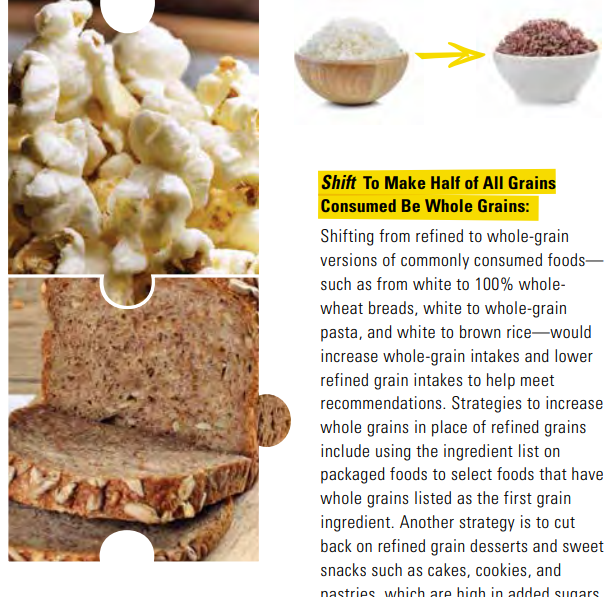 Shift To Make Half of All Grains
Consumed Be Whole Grains:
Shifting from refined to whole-grain
versions of commonly consumed foods—
such as from white to 100% whole-
wheat breads, white to whole-grain
pasta, and white to brown rice—would
increase whole-grain intakes and lower
refined grain intakes to help meet
recommendations. Strategies to increase
whole grains in place of refined grains
include using the ingredient list on
packaged foods to select foods that have
whole grains listed as the first grain
ingredient. Another strategy is to cut
back on refined grain desserts and sweet
snacks such as cakes, cookies, and
pastries, which are high in added sugars,